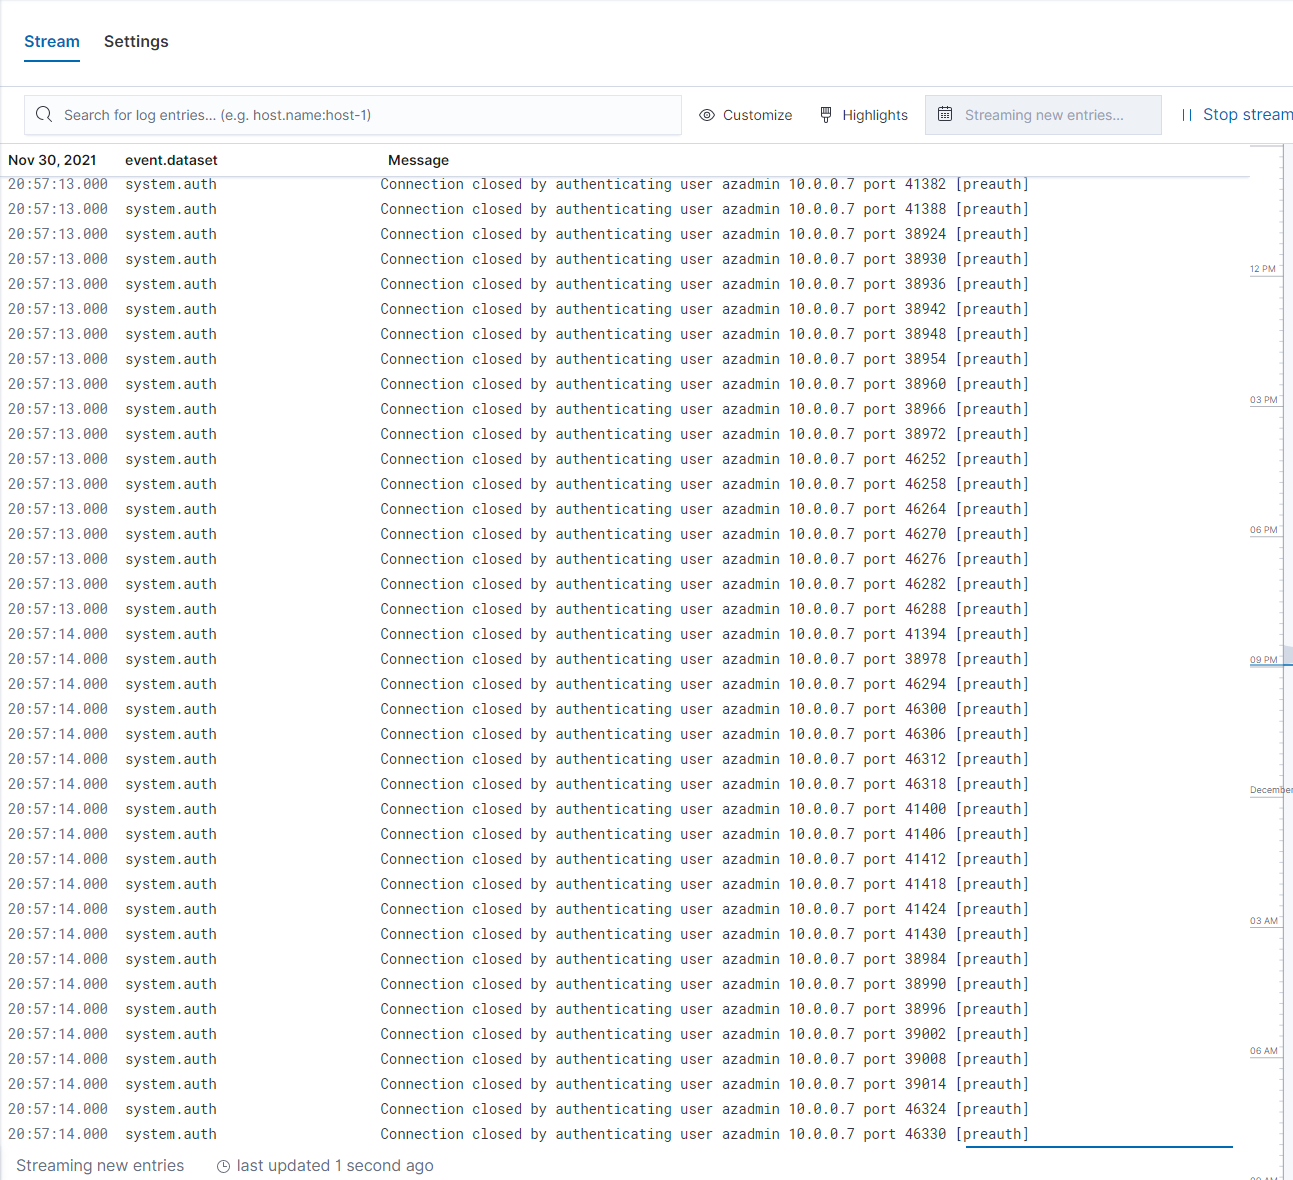 Stream Settings
Search for log entries... (e.g. host.name:host-1) Customize Highlights Streaming new entries... Stop stream
Nov 30, 2021 event.dataset Message
20:57:13.000 system.auth Connection closed by authenticating user azadmin 10.0.0.7 port 41382 [preauth]
20:57:13.000 system.auth Connection closed by authenticating user azadmin 10.0.0.7 port 41388 [preauth]
20:57:13.000 system.auth Connection closed by authenticating user azadmin 10.0.0.7 port 38924 [preauth]
20:57:13.000 system.auth Connection closed by authenticating user azadmin 10.0.0.7 port 38930 [preauth]
20:57:13.000 system.auth Connection closed by authenticating user azadmin 10.0.0.7 port 38936 [preauth]
20:57:13.000 system.auth Connection closed by authenticating user azadmin 10.0.0.7 port 38942 [preauth]
20:57:13.000 system.auth Connection closed by authenticating user azadmin 10.0.0.7 port 38948 [preauth]
20:57:13.000 system.auth Connection closed by authenticating user azadmin 10.0.0.7 port 38954 [preauth]
20:57:13.000 system.auth Connection closed by authenticating user azadmin 10.0.0.7 port 38960 [preauth]
20:57:13.000 system.auth Connection closed by authenticating user azadmin 10.0.0.7 port 38966 [preauth]
20:57:13.000 system.auth Connection closed by authenticating user azadmin 10.0.0.7 port 38972 [preauth]
20:57:13.000 system.auth Connection closed by authenticating user azadmin 10.0.0.7 port 46252 [preauth]
20:57:13.000 system.auth Connection closed by authenticating user azadmin 10.0.0.7 port 46258 [preauth]
20:57:13.000 system.auth Connection closed by authenticating user azadmin 10.0.0.7 port 46264 [preauth]
20:57:13.000 system.auth Connection closed by authenticating user azadmin 10.0.0.7 port 46270 [preauth]
20:57:13.000 system.auth Connection closed by authenticating user azadmin 10.0.0.7 port 46276 [preauth]
20:57:13.000 system.auth Connection closed by authenticating user azadmin 10.0.0.7 port 46282 [preauth]
20:57:13.000 system.auth Connection closed by authenticating user azadmin 10.0.0.7 port 46288 [preauth]
20:57:14.000 system.auth Connection closed by authenticating user azadmin 10.0.0.7 port 41394 [preauth]
20:57:14.000 system.auth Connection closed by authenticating user azadmin 10.0.0.7 port 38978 [preauth]
20:57:14.000 system.auth Connection closed by authenticating user azadmin 10.0.0.7 port 46294 [preauth]
20:57:14.000 system.auth Connection closed by authenticating user azadmin 10.0.0.7 port 46300 [preauth]
20:57:14.000 system.auth Connection closed by authenticating user azadmin 10.0.0.7 port 46306 [preauth]
20:57:14.000 system.auth Connection closed by authenticating user azadmin 10.0.0.7 port 46312 [preauth]
20:57:14.000 system.auth Connection closed by authenticating user azadmin 10.0.0.7 port 46318 [preauth]
20:57:14.000 system.auth Connection closed by authenticating user azadmin 10.0.0.7 port 41400 [preauth]
20:57:14.000 system.auth Connection closed by authenticating user azadmin 10.0.0.7 port 41406 [preauth]
20:57:14.000 system.auth Connection closed by authenticating user azadmin 10.0.0.7 port 41412 [preauth]
20:57:14.000 system.auth Connection closed by authenticating user azadmin 10.0.0.7 port 41418 [preauth]
20:57:14.000 system.auth Connection closed by authenticating user azadmin 10.0.0.7 port 41424 [preauth]
20:57:14.000 system.auth Connection closed by authenticating user azadmin 10.0.0.7 port 41430 [preauth]
20:57:14.000 system.auth Connection closed by authenticating user azadmin 10.0.0.7 port 38984 [preauth]
20:57:14.000 system.auth Connection closed by authenticating user azadmin 10.0.0.7 port 38990 [preauth]
20:57:14.000 system.auth Connection closed by authenticating user azadmin 10.0.0.7 port 38996 [preauth]
20:57:14.000 system.auth Connection closed by authenticating user azadmin 10.0.0.7 port 39002 [preauth]
20:57:14.000 system.auth Connection closed by authenticating user azadmin 10.0.0.7 port 39008 [preauth]
20:57:14.000 system.auth Connection closed by authenticating user azadmin 10.0.0.7 port 39014 [preauth]
20:57:14.000 system.auth Connection closed by authenticating user azadmin 10.0.0.7 port 46324 [preauth]
20:57:14.000 system.auth Connection closed by authenticating user azadmin 10.0.0.7 port 46330 [preauth]
Streaming new entries last updated 1 second ago
12 PM
03 PM
06 PM
09 PM
December
03 AM
06 AM